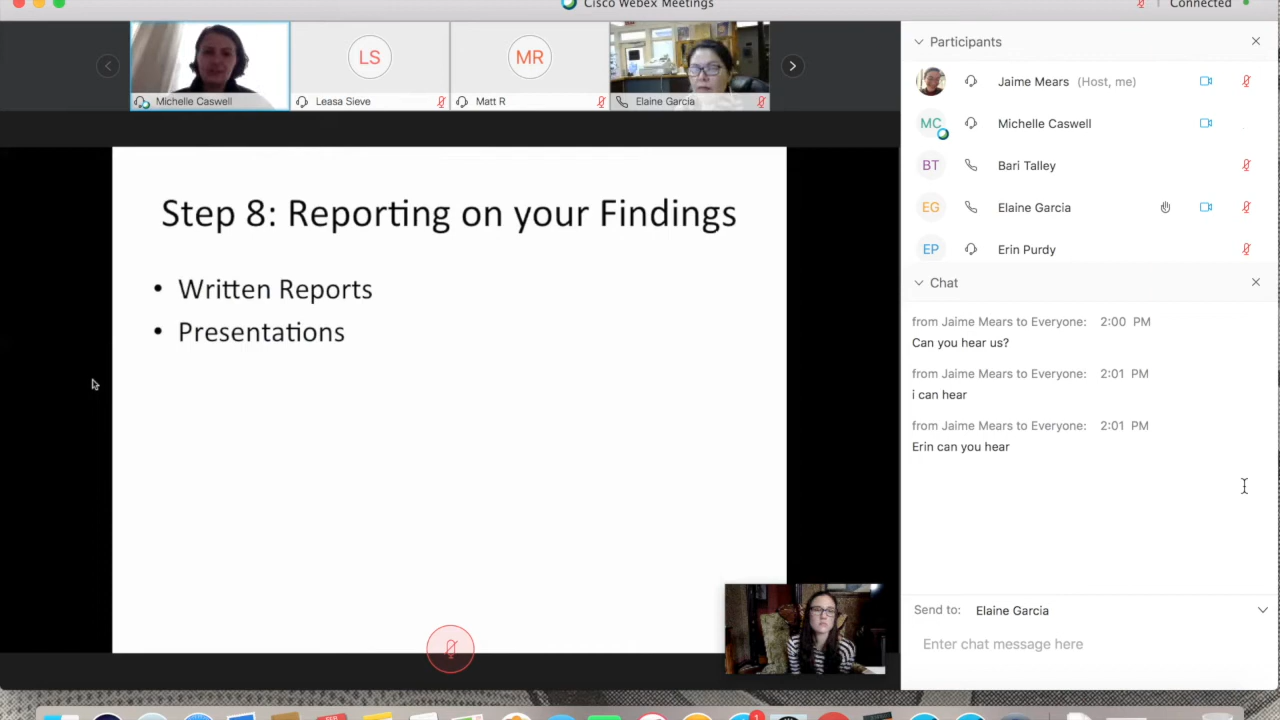 Cisco Webex Meetings
Connected
LS
MR
Michelle Caswell
Leasa Sieve
Matt R
Elaine Garcia
Step 8: Reporting on your Findings
• Written Reports
• Presentations
Participants
Jaime Mears (Host, me)
MC Michelle Caswell
BT Bari Talley
EG Elaine Garcia
EP Erin Purdy
Chat
from Jaime Mears to Everyone: 2:00 PM
Can you hear us?
from Jaime Mears to Everyone: 2:01 PM
i can hear
from Jaime Mears to Everyone: 2:01 PM
Erin can you hear
Send to: Elaine Garcia
Enter chat message here